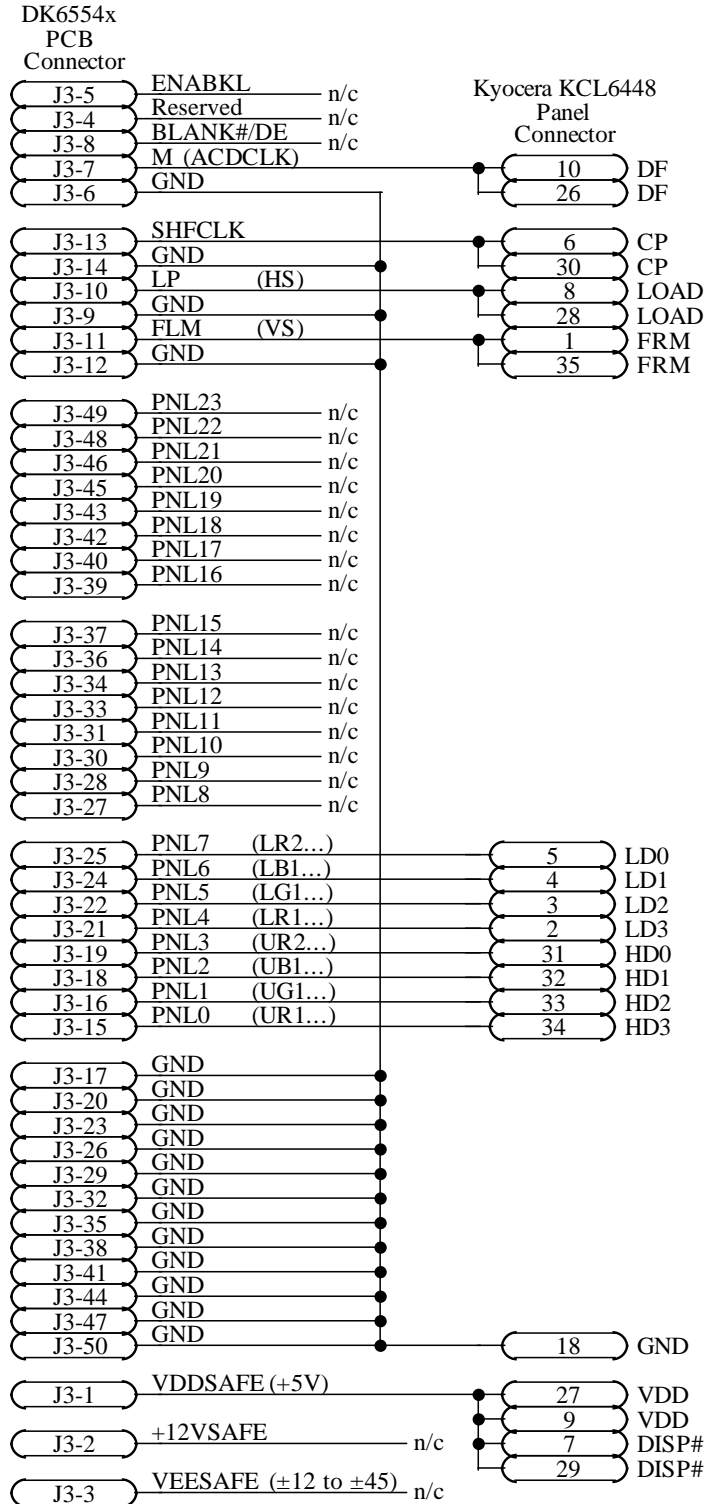 DK6554x
PCB
Connector
Kyocera KCL6448
Panel
Connector
J3-5 ENABKL n/c
J3-4 Reserved n/c
J3-8 BLANK#/DE n/c
J3-7 M (ACDCLK) 10 DF
J3-6 GND 26 DF
J3-13 SHFCLK 6 CP
J3-14 GND 30 CP
J3-10 LP (HS) 8 LOAD
J3-9 GND 28 LOAD
J3-11 FLM (VS) 1 FRM
J3-12 GND 35 FRM
J3-49 PNL23 n/c
J3-48 PNL22 n/c
J3-46 PNL21 n/c
J3-45 PNL20 n/c
J3-43 PNL19 n/c
J3-42 PNL18 n/c
J3-40 PNL17 n/c
J3-39 PNL16 n/c
J3-37 PNL15 n/c
J3-36 PNL14 n/c
J3-34 PNL13 n/c
J3-33 PNL12 n/c
J3-31 PNL11 n/c
J3-30 PNL10 n/c
J3-28 PNL9 n/c
J3-27 PNL8 n/c
J3-25 PNL7 (LR2...) 5 LD0
J3-24 PNL6 (LB1...) 4 LD1
J3-22 PNL5 (LG1...) 3 LD2
J3-21 PNL4 (LR1...) 2 LD3
J3-19 PNL3 (UR2...) 31 HD0
J3-18 PNL2 (UB1...) 32 HD1
J3-16 PNL1 (UG1...) 33 HD2
J3-15 PNL0 (UR1...) 34 HD3
J3-17 GND
J3-20 GND
J3-23 GND
J3-26 GND
J3-29 GND
J3-32 GND
J3-35 GND
J3-38 GND
J3-41 GND
J3-44 GND
J3-47 GND
J3-50 GND 18 GND
J3-1 VDDSAFE (+5V) 27 VDD
9 VDD
J3-2 +12VSAFE n/c 7 DISP#
29 DISP#
J3-3 VEESAFE (±12 to ±45) n/c